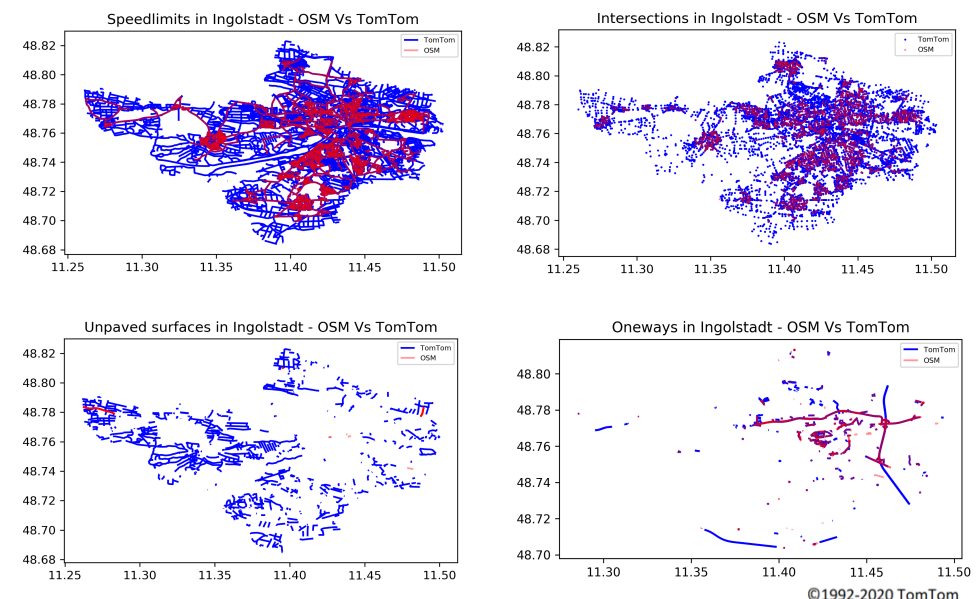 Speedlimits in Ingolstadt - OSM Vs TomTom
TomTom
OSM
48.82
48.80
48.78
48.76
48.74
48.72
48.70
48.68
11.25 11.30 11.35 11.40 11.45 11.50
Intersections in Ingolstadt - OSM Vs TomTom
TomTom
OSM
48.82
48.80
48.78
48.76
48.74
48.72
48.70
48.68
11.25 11.30 11.35 11.40 11.45 11.50
Unpaved surfaces in Ingolstadt - OSM Vs TomTom
TomTom
OSM
48.82
48.80
48.78
48.76
48.74
48.72
48.70
48.68
11.25 11.30 11.35 11.40 11.45 11.50
Oneways in Ingolstadt - OSM Vs TomTom
TomTom
OSM
48.80
48.78
48.76
48.74
48.72
48.70
11.30 11.35 11.40 11.45 11.50
©1992-2020 TomTom